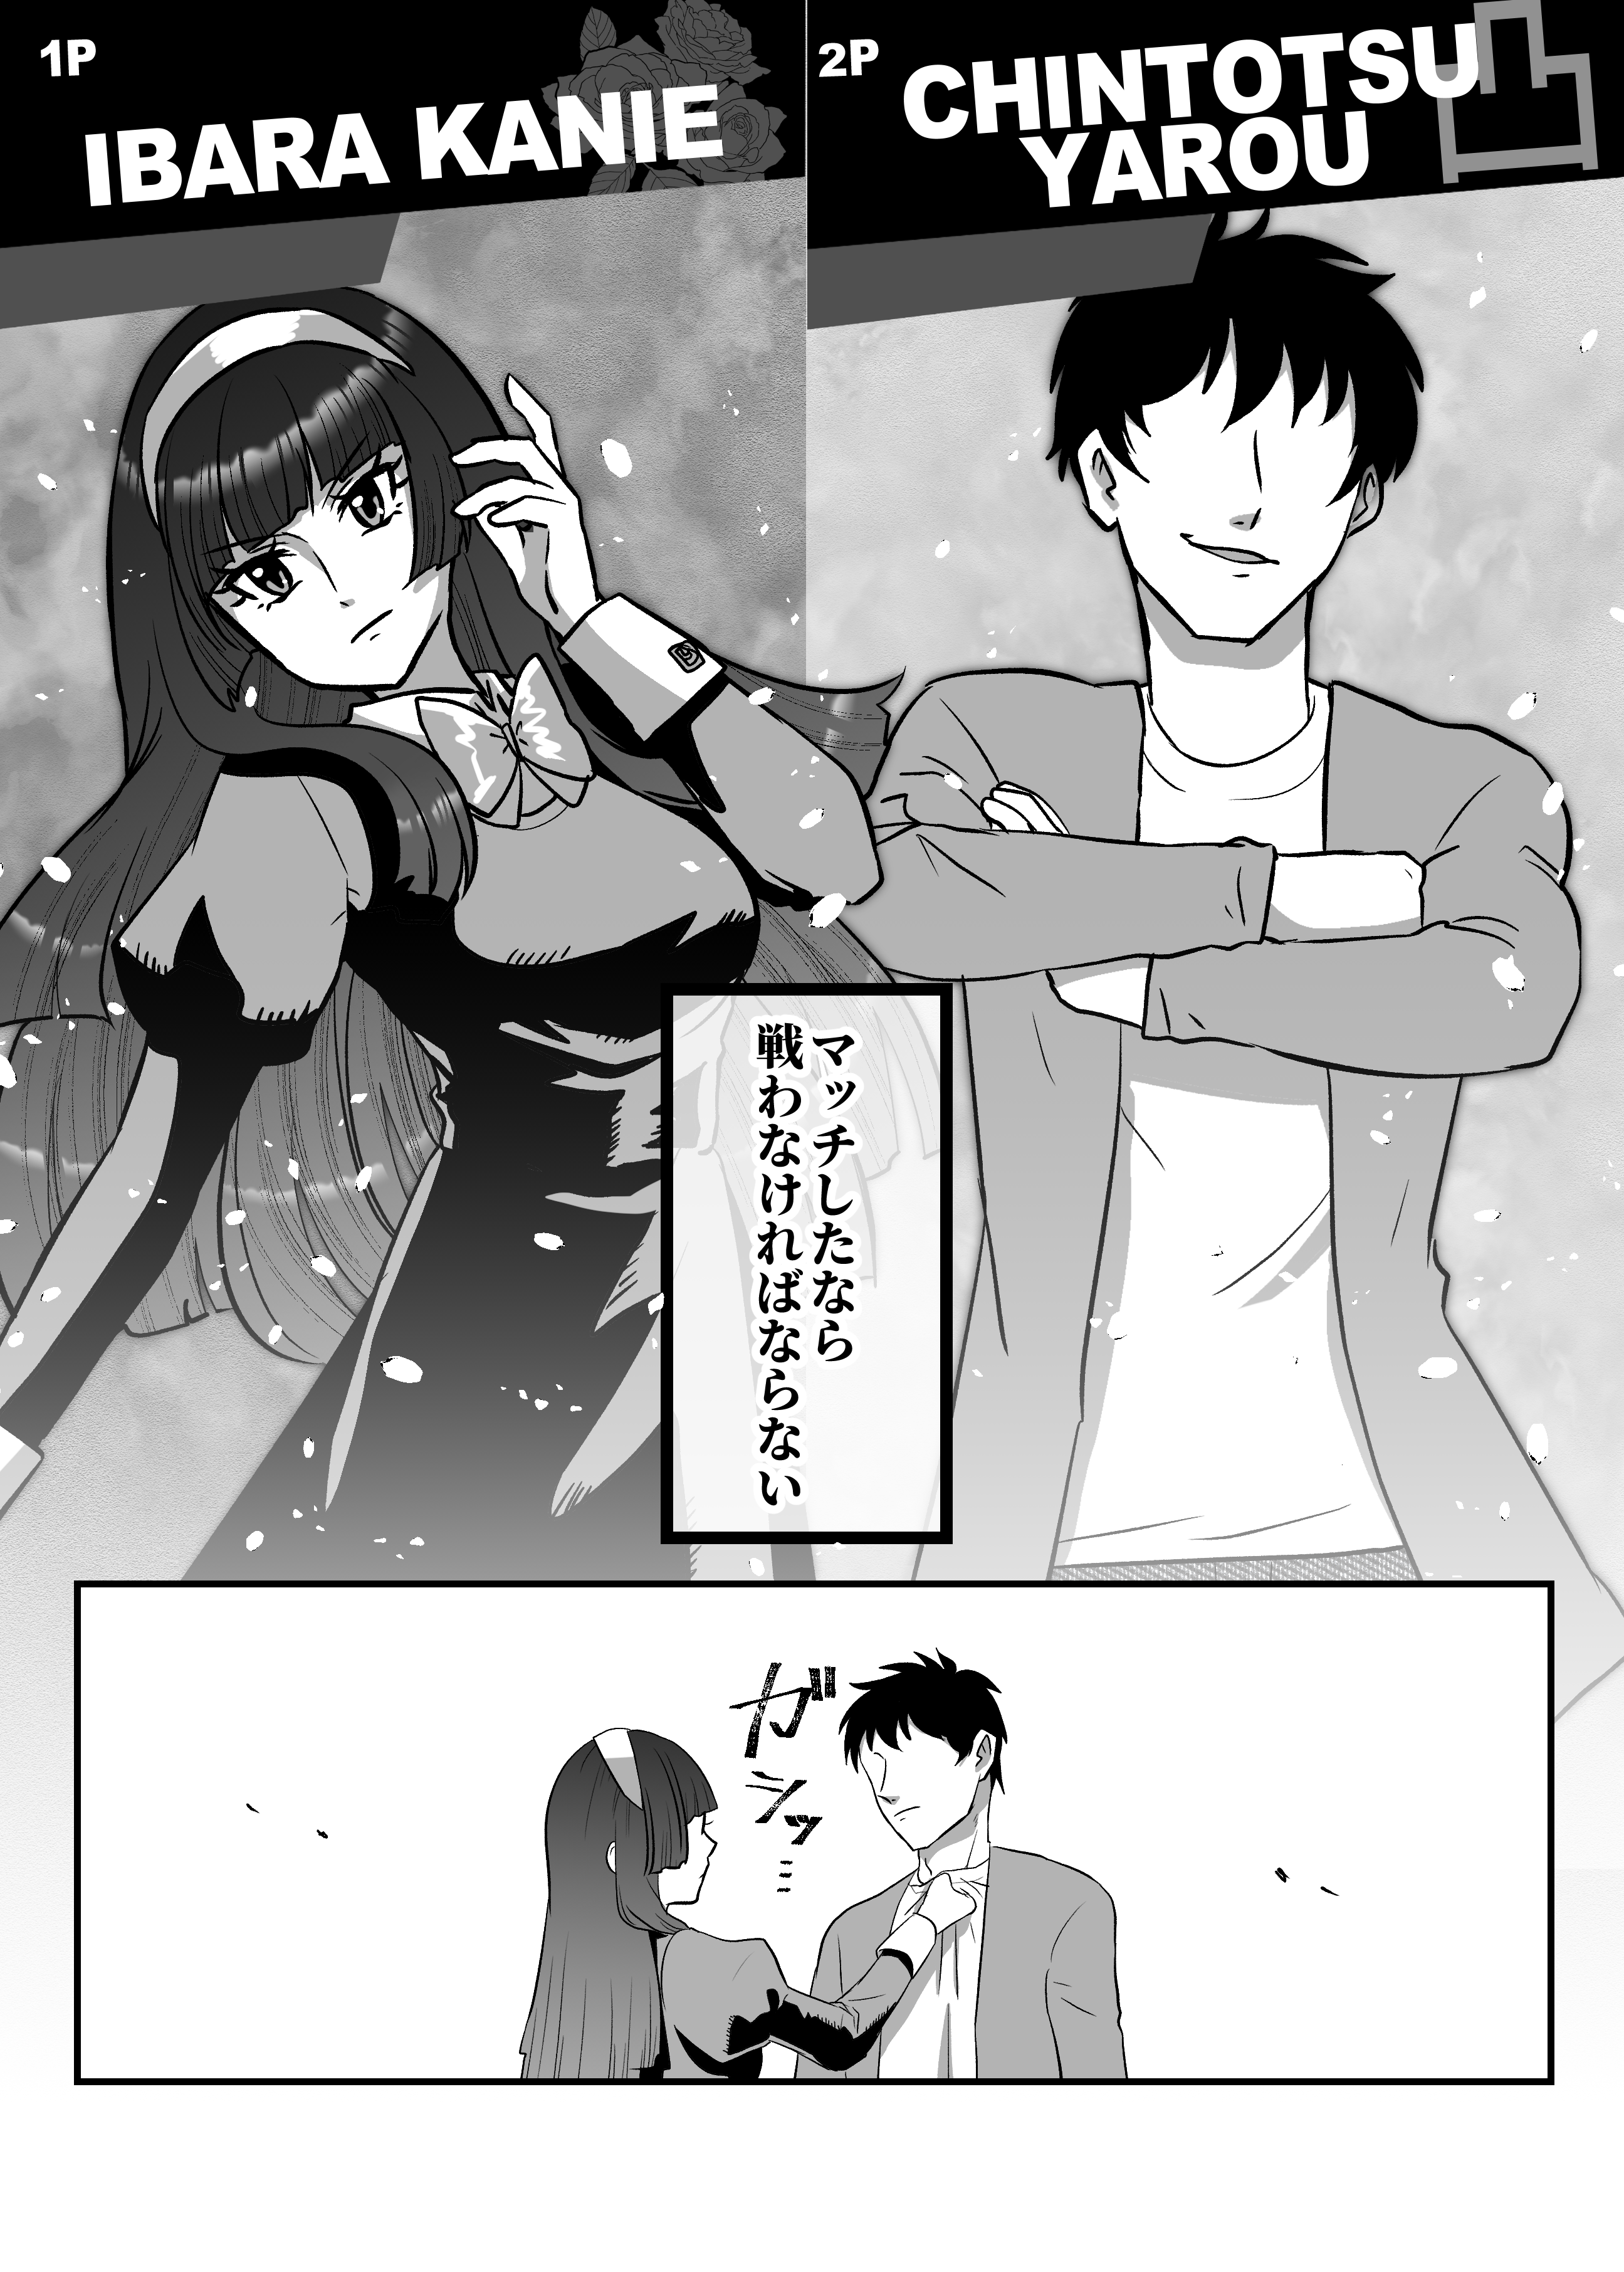 1P
IBARA KANIE
2P
CHINTOTSU
YAROU
凸
マッチしたなら
戦わなければならない
ガシッ…